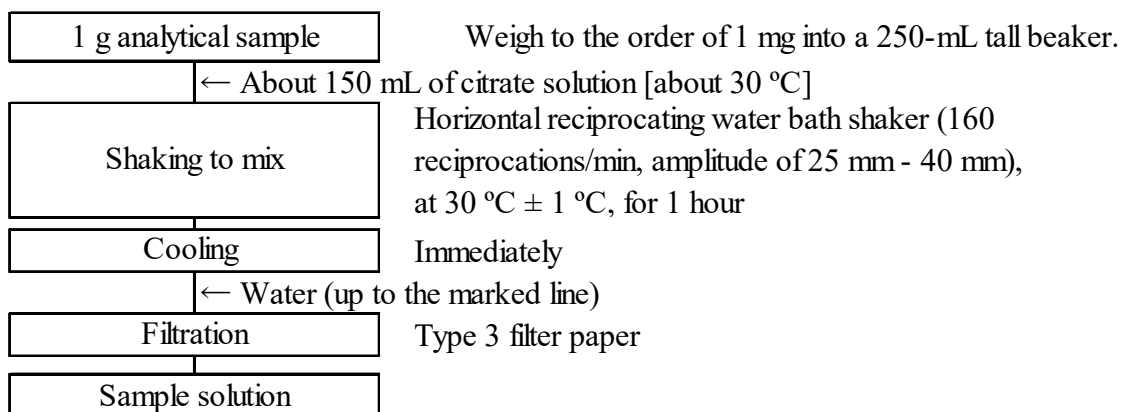 1 g analytical sample Weigh to the order of 1 mg into a 250-mL tall beaker.
← About 150 mL of citrate solution [about 30 ºC]
Horizontal reciprocating water bath shaker (160
Shaking to mix reciprocations/min, amplitude of 25 mm - 40 mm),
at 30 ºC ± 1 ºC, for 1 hour
Cooling Immediately
← Water (up to the marked line)
Filtration Type 3 filter paper
Sample solution